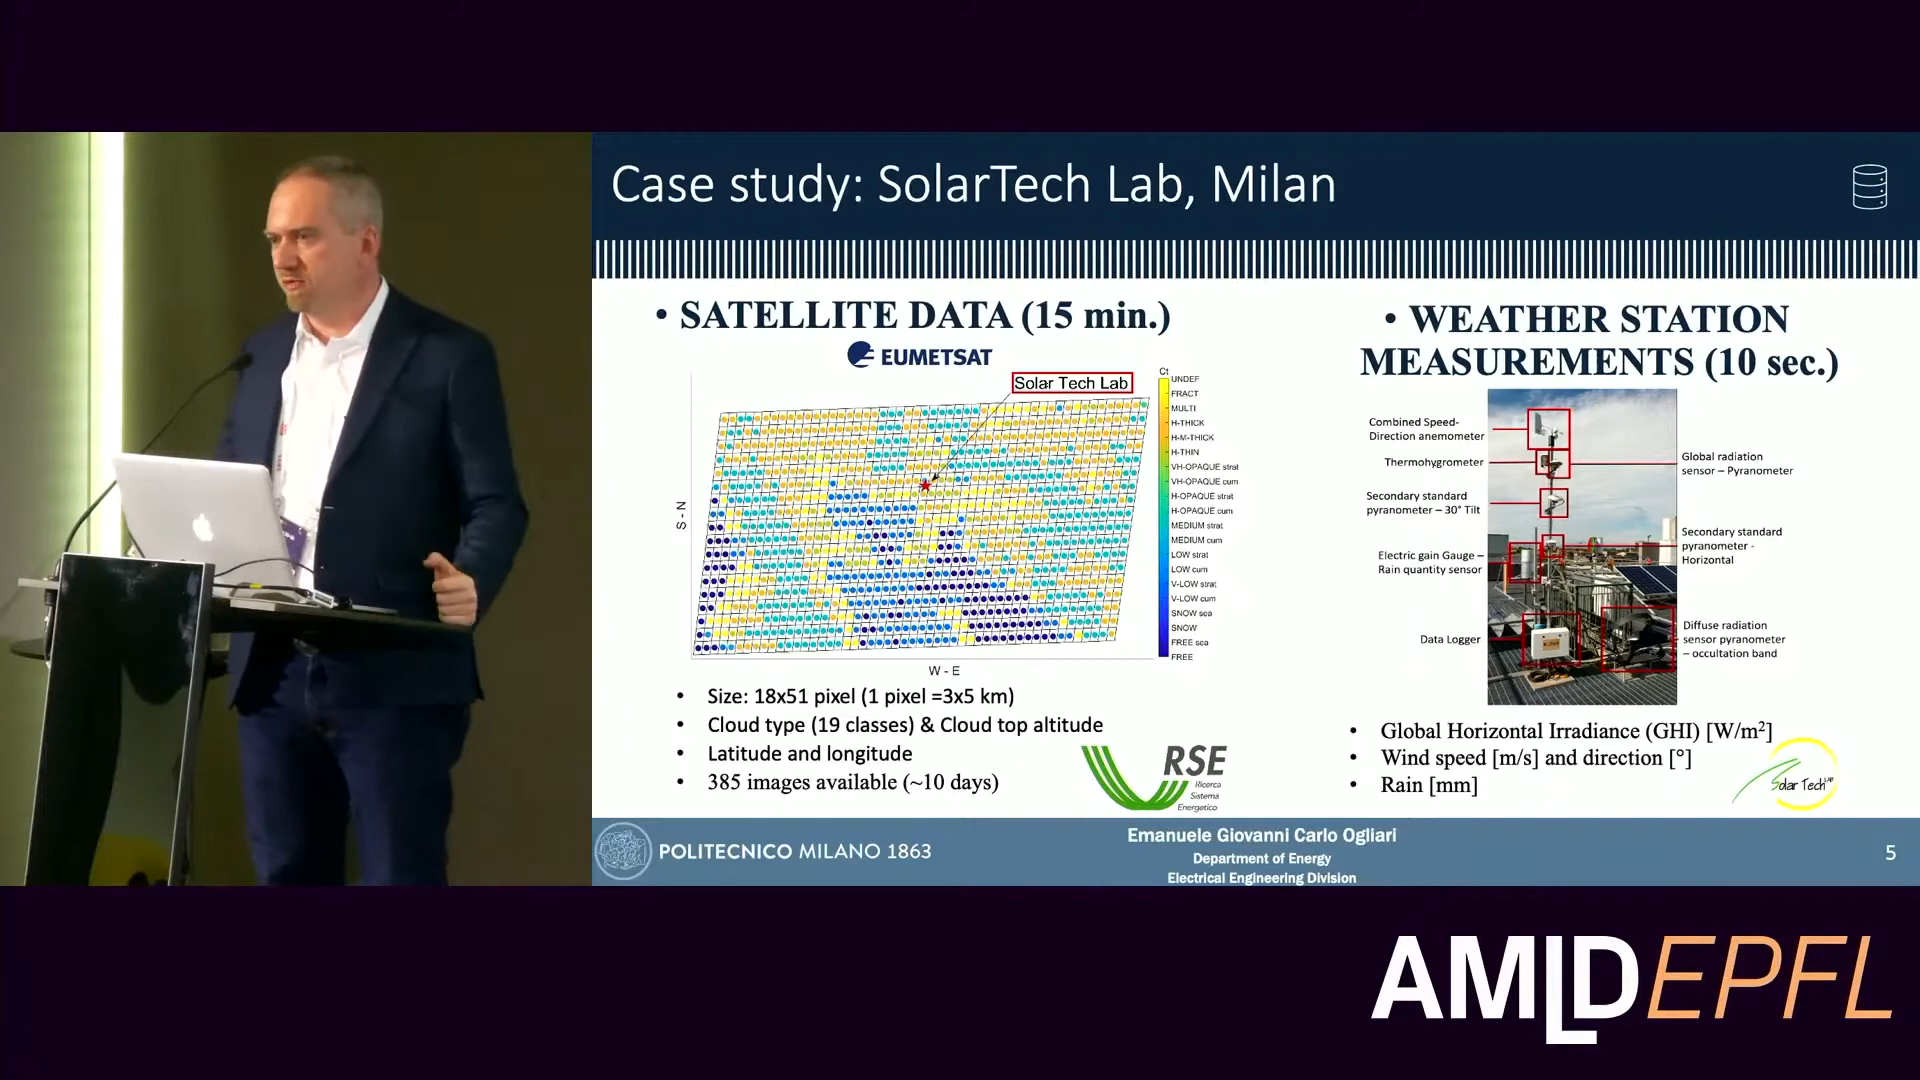 Case study: SolarTech Lab, Milan
• SATELLITE DATA (15 min.)
EUMETSAT
Solar Tech Lab
S - N
W - E
Ct
UNDEF
FRACT
MULTI
H-THICK
H-M-THICK
H-THIN
VH-OPAQUE strat
VH-OPAQUE cum
H-OPAQUE strat
H-OPAQUE cum
MEDIUM strat
MEDIUM cum
LOW strat
LOW cum
V-LOW strat
V-LOW cum
SNOW sea
SNOW
FREE sea
FREE
• Size: 18x51 pixel (1 pixel =3x5 km)
• Cloud type (19 classes) & Cloud top altitude
• Latitude and longitude
• 385 images available (~10 days)
RSE
Ricerca
Sistema
Energetico
• WEATHER STATION
MEASUREMENTS (10 sec.)
Combined Speed-
Direction anemometer
Thermohygrometer
Secondary standard
pyranometer – 30° Tilt
Electric gain Gauge –
Rain quantity sensor
Data Logger
Global radiation
sensor – Pyranometer
Secondary standard
pyranometer -
Horizontal
Diffuse radiation
sensor pyranometer
– occultation band
• Global Horizontal Irradiance (GHI) [W/m²]
• Wind speed [m/s] and direction [°]
• Rain [mm]
Solar Tech LAB
POLITECNICO MILANO 1863
Emanuele Giovanni Carlo Ogliari
Department of Energy
Electrical Engineering Division
5
AMLDEPFL